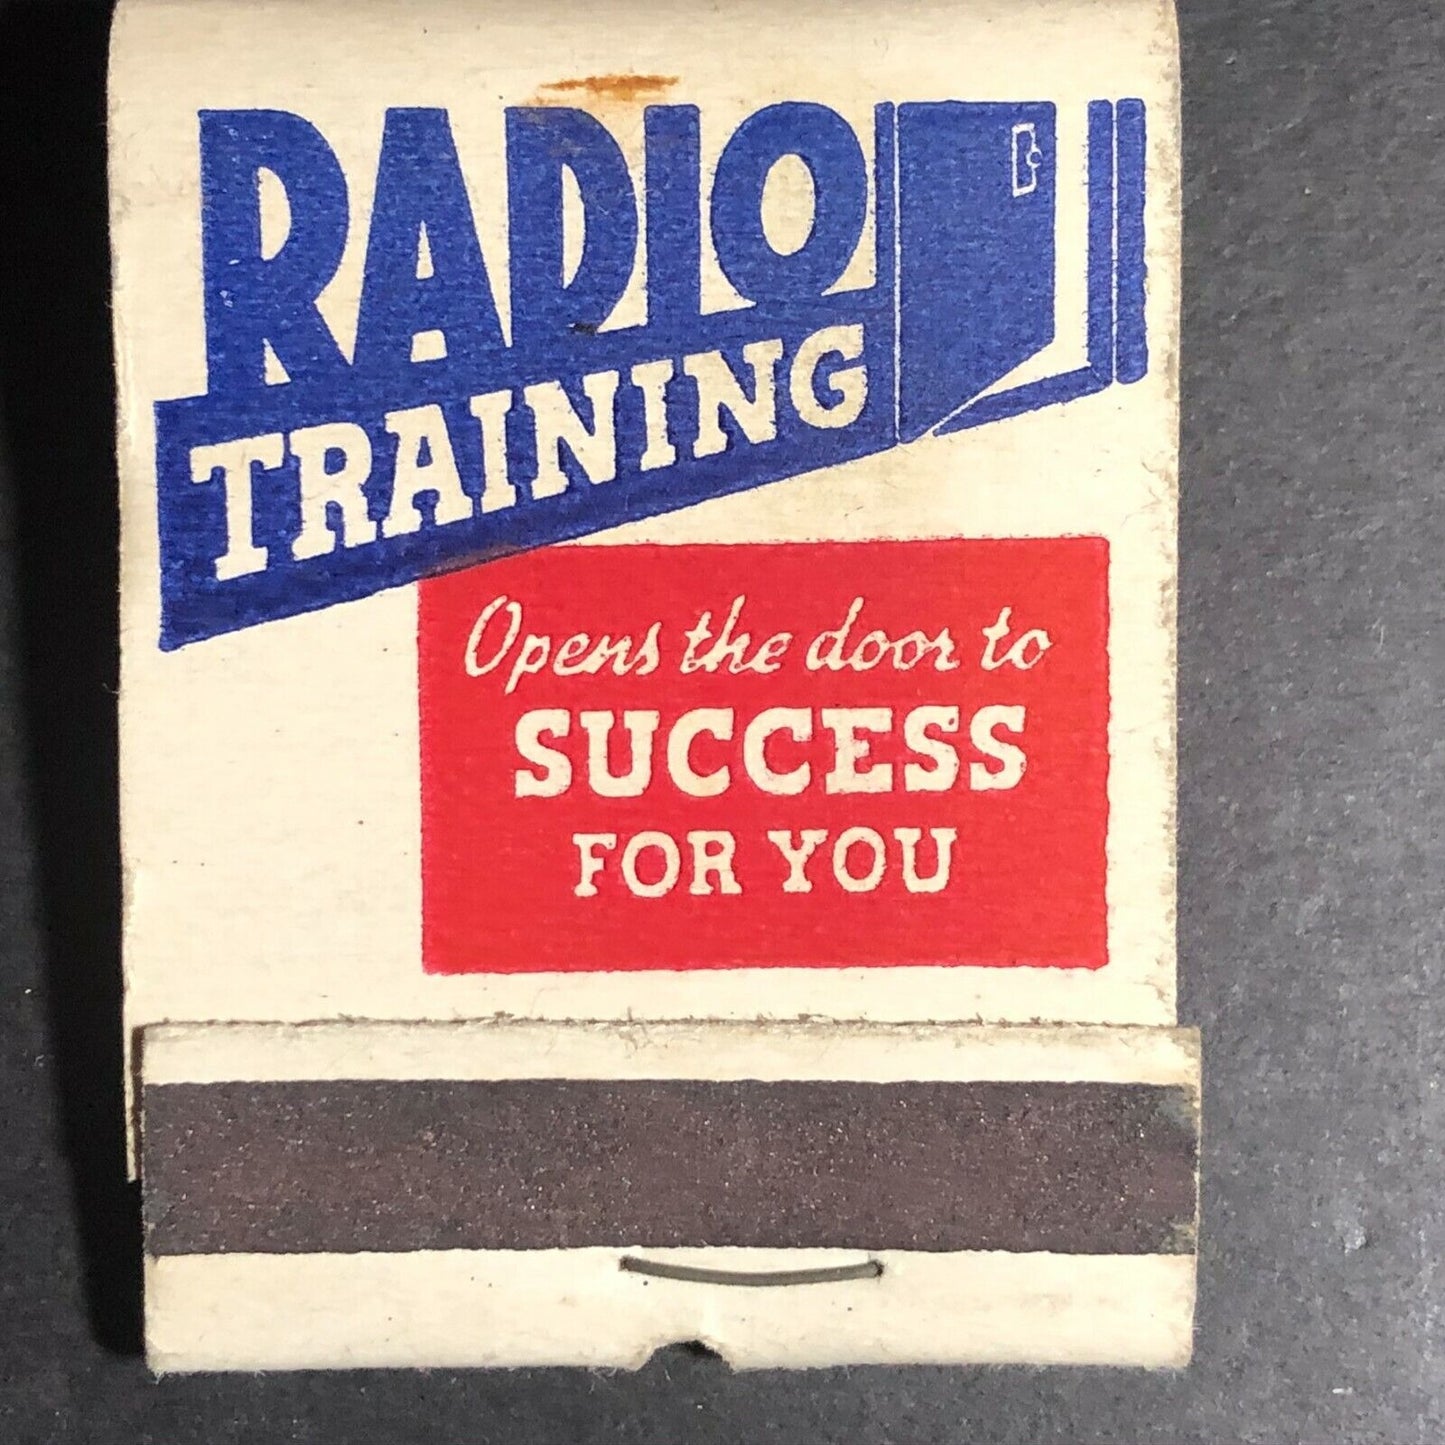 RADIO
TRAINING
Opens the door to
SUCCESS
FOR YOU